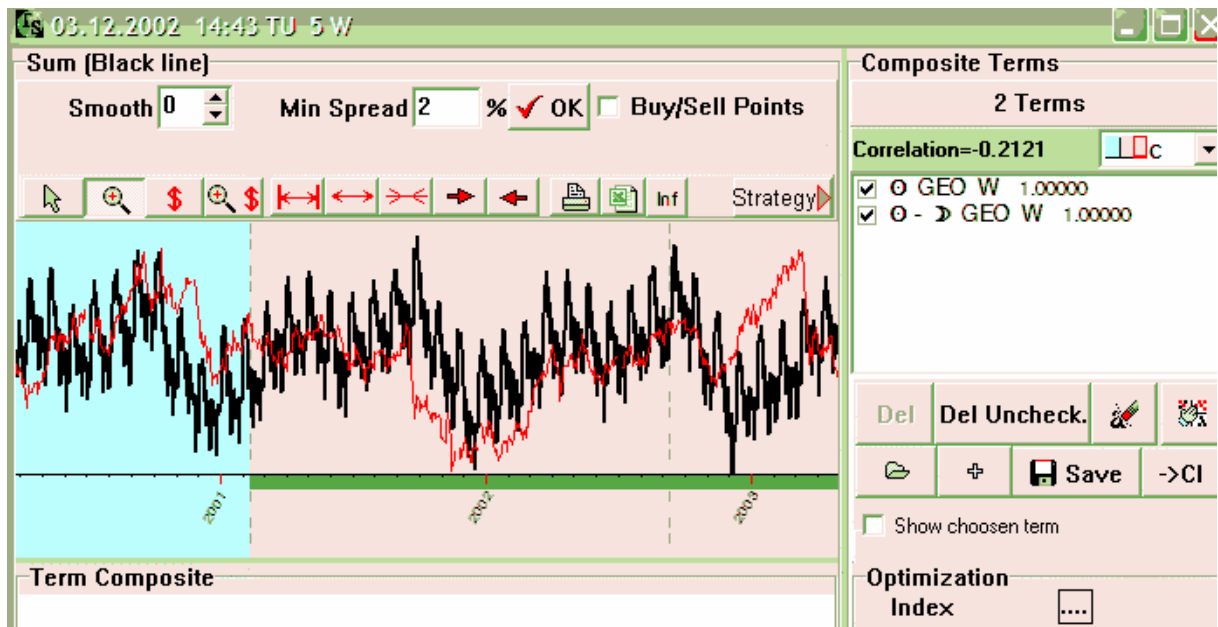 03.12.2002 14:43 TU 5 W
Sum (Black line)
Smooth 0 Min Spread 2 % OK Buy/Sell Points
$ $ Inf Strategy
2001 2002 2003
Term Composite
Composite Terms
2 Terms
Correlation=-0.2121 C
GEO W 1.00000
- GEO W 1.00000
Del Del Uncheck.
Save ->CI
Show choosen term
Optimization
Index ....